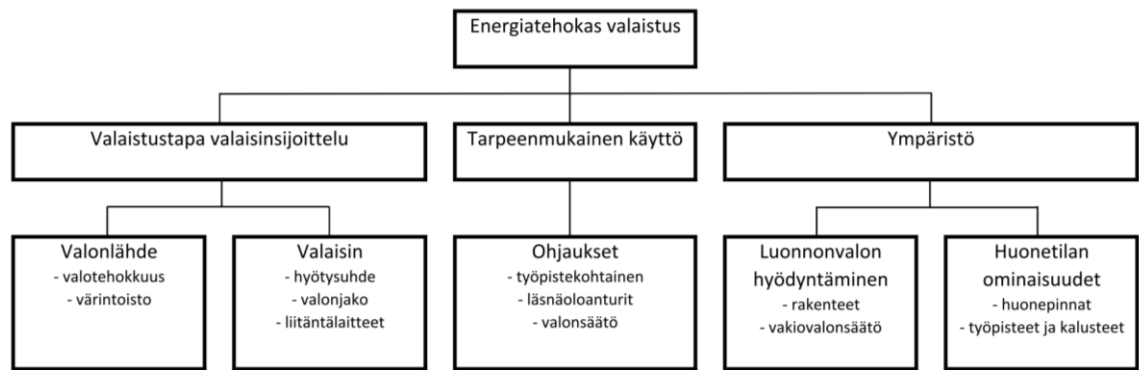 Energiatehokas valaistus
Valaistustapa valaisinsijoittelu
Tarpeenmukainen käyttö
Ympäristö
Valonlähde
- valotehokkuus
- värintoisto
Valaisin
- hyötysuhde
- valonjako
- liitäntälaitteet
Ohjaukset
- työpistekohtainen
- läsnäoloanturit
- valonsäätö
Luonnonvalon
hyödyntäminen
- rakenteet
- vakiovalonsäätö
Huonetilan
ominaisuudet
- huonepinnat
- työpisteet ja kalusteet